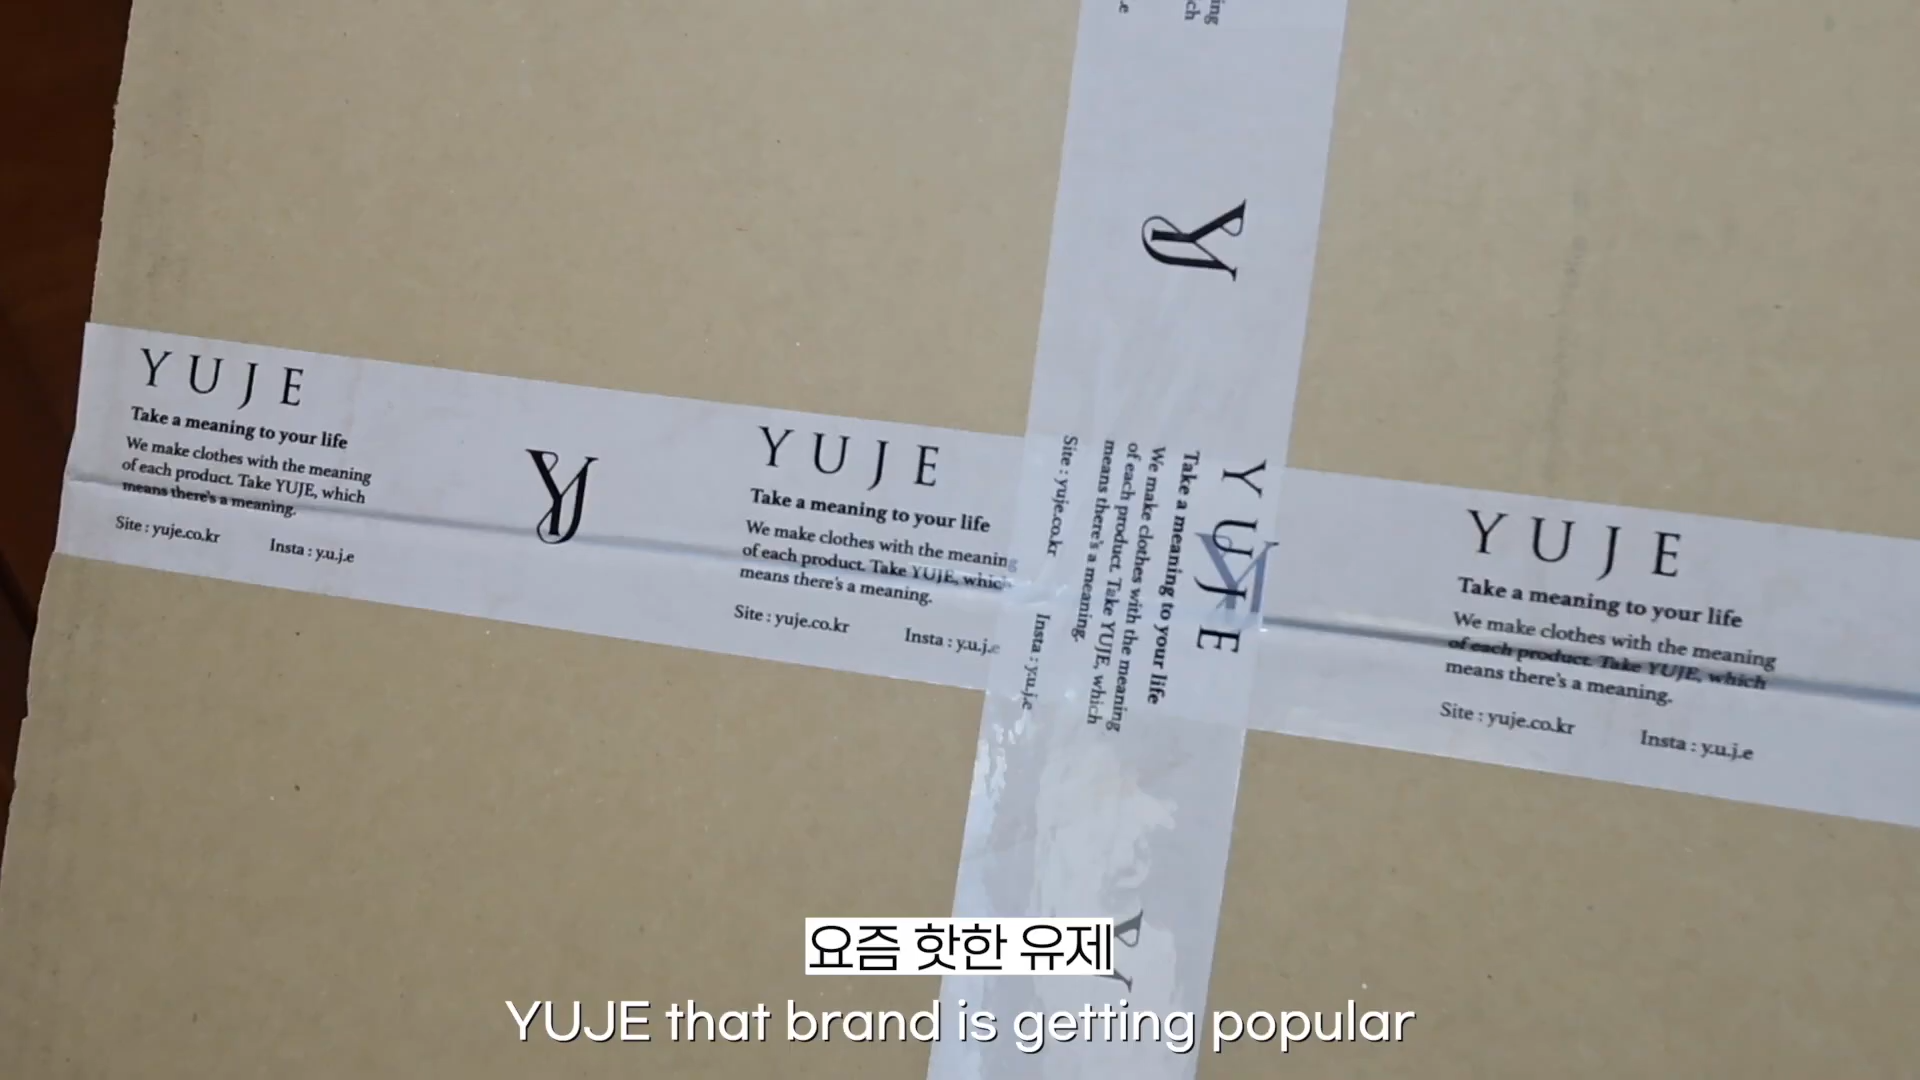 ing
ch
.e
YJ
YUJE
Take a meaning to your life
We make clothes with the meaning
of each product. Take YUJE, which
means there's a meaning.
Site : yuje.co.kr Insta : y.u.j.e
YJ
YUJE
Take a meaning to your life
We make clothes with the meaning
of each product. Take YUJE, which
means there's a meaning.
Site : yuje.co.kr Insta : y.u.j.e
YUJE
Take a meaning to your life
We make clothes with the meaning
of each product. Take YUJE, which
means there's a meaning.
Site : yuje.co.kr Insta : y.u.j.e
YUJE
Take a meaning to your life
We make clothes with the meaning
of each product. Take YUJE, which
means there's a meaning.
Site : yuje.co.kr Insta : y.u.j.e
요즘 핫한 유제
YUJE that brand is getting popular